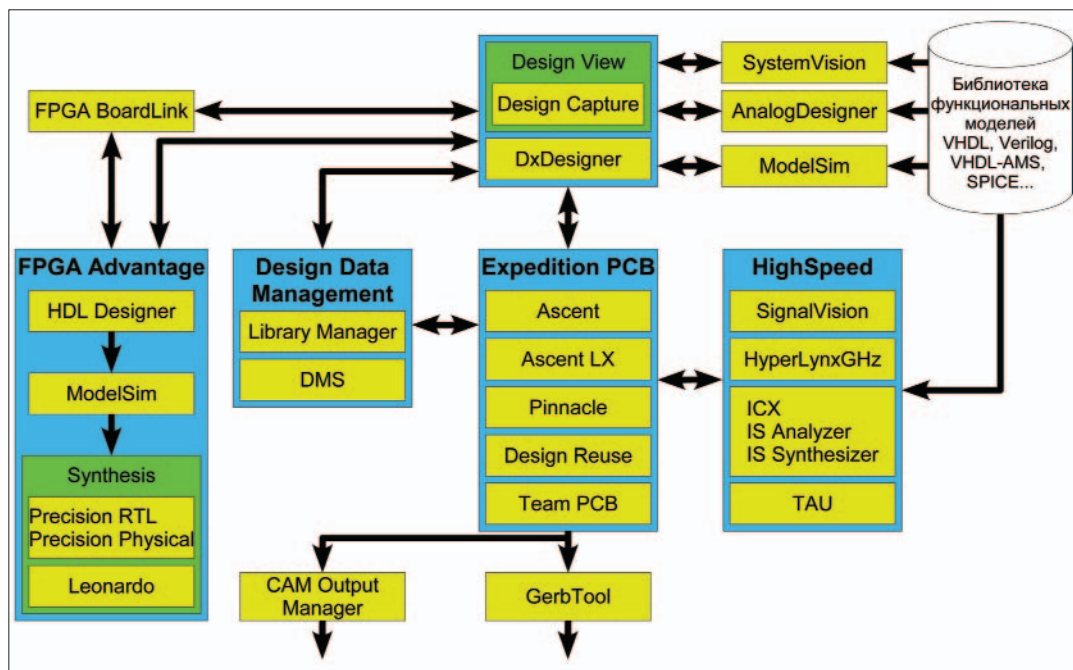 Design View
Design Capture
DxDesigner
FPGA BoardLink
SystemVision
AnalogDesigner
ModelSim
Библиотека
функциональных
моделей
VHDL, Verilog,
VHDL-AMS,
SPICE...
FPGA Advantage
HDL Designer
ModelSim
Synthesis
Precision RTL
Precision Physical
Leonardo
Design Data
Management
Library Manager
DMS
Expedition PCB
Ascent
Ascent LX
Pinnacle
Design Reuse
Team PCB
HighSpeed
SignalVision
HyperLynxGHz
ICX
IS Analyzer
IS Synthesizer
TAU
CAM Output
Manager
GerbTool